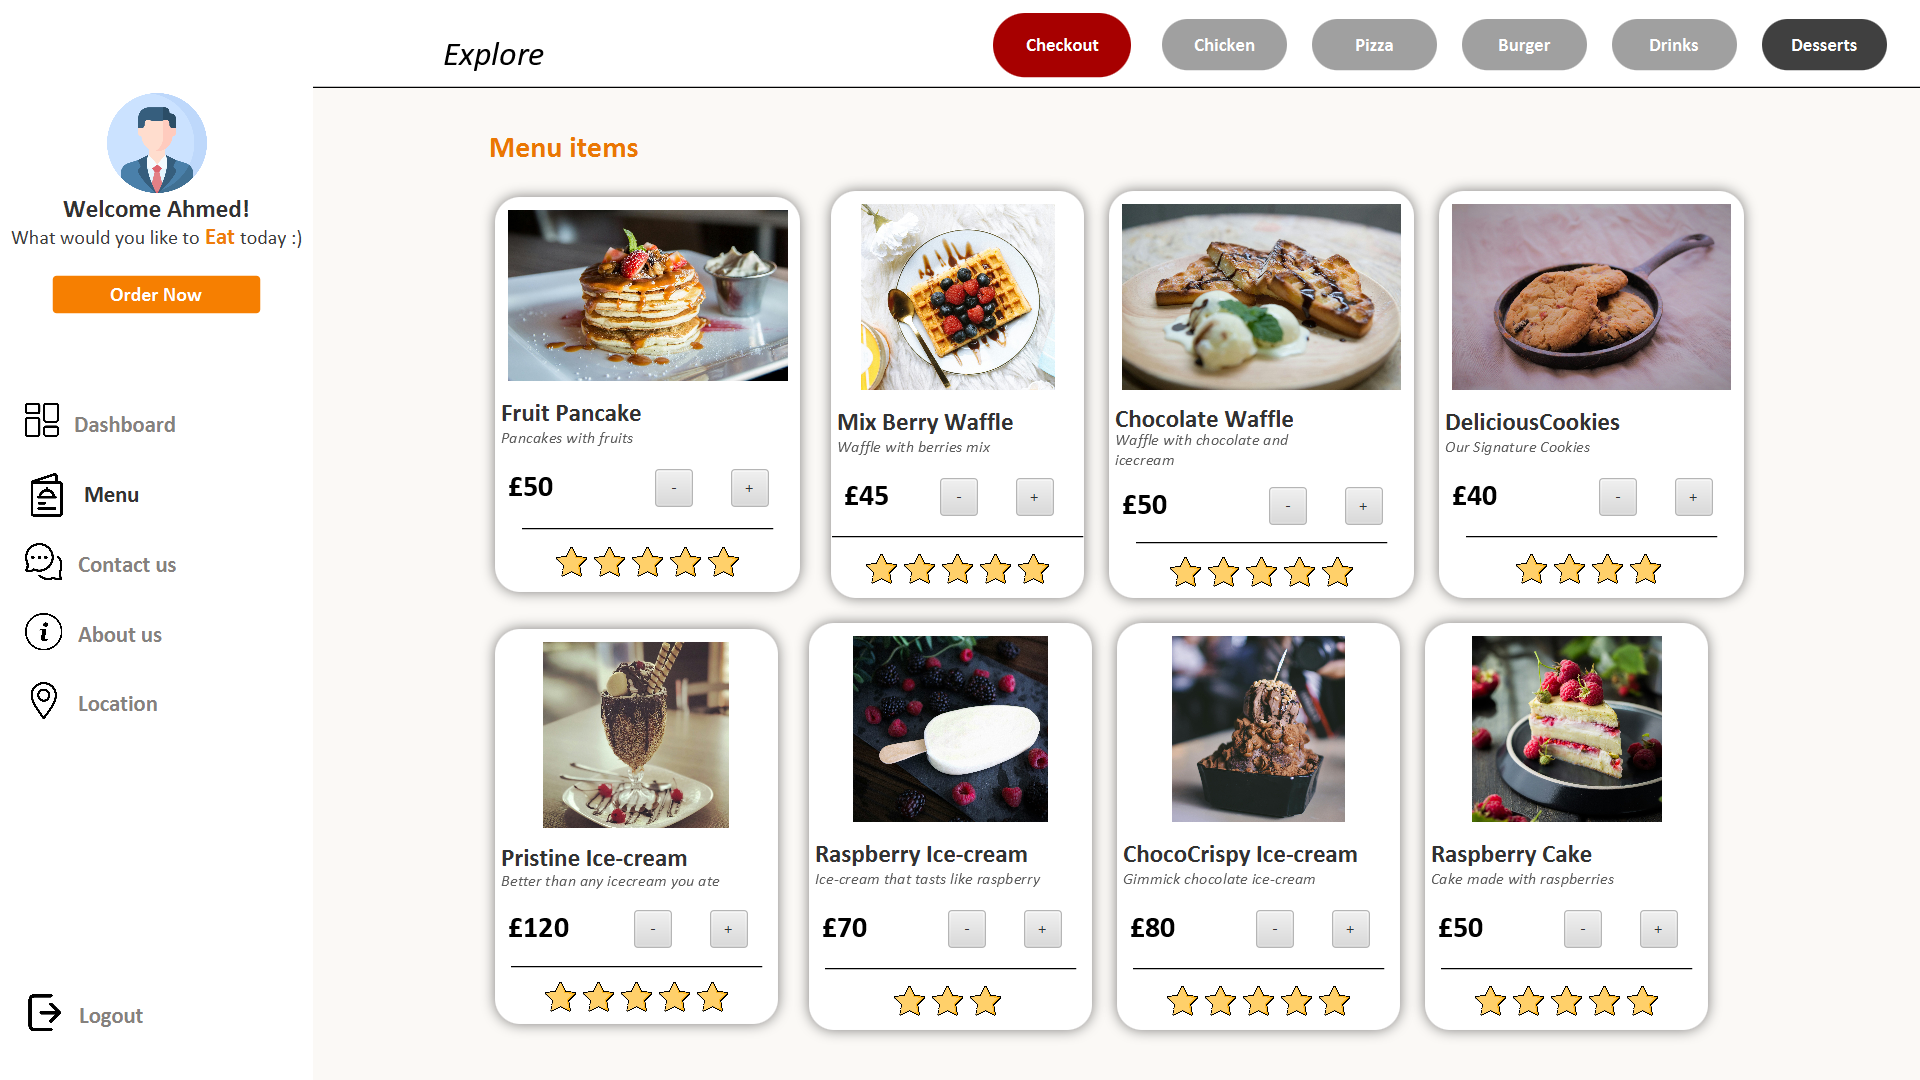 Explore
Checkout
Chicken
Pizza
Burger
Drinks
Desserts
Welcome Ahmed!
What would you like to Eat today :)
Order Now
Dashboard
Menu
Contact us
About us
Location
Logout
Menu items
Fruit Pancake
Pancakes with fruits
£50
-
+
Mix Berry Waffle
Waffle with berries mix
£45
-
+
Chocolate Waffle
Waffle with chocolate and
icecream
£50
-
+
DeliciousCookies
Our Signature Cookies
£40
-
+
Pristine Ice-cream
Better than any icecream you ate
£120
-
+
Raspberry Ice-cream
Ice-cream that tastes like raspberry
£70
-
+
ChocoCrispy Ice-cream
Gimmick chocolate ice-cream
£80
-
+
Raspberry Cake
Cake made with raspberries
£50
-
+